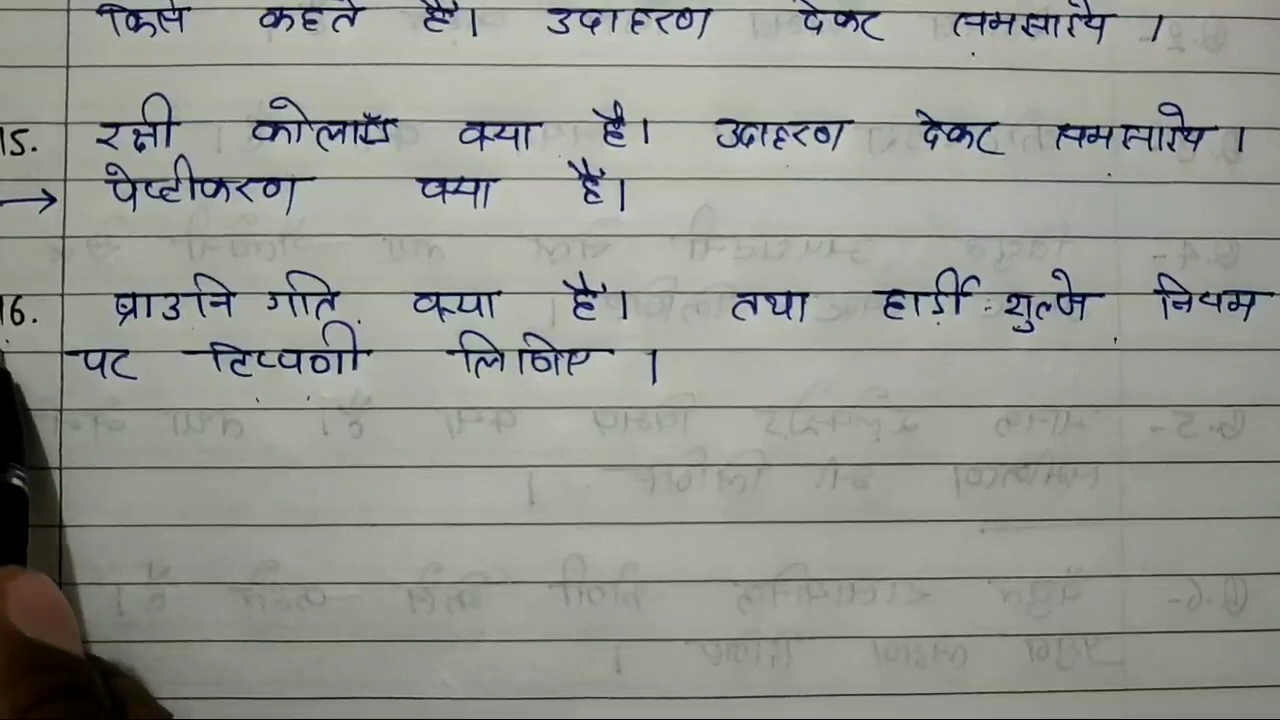 किसे कहते हैं। उदाहरण देकर समझाये ।
15. रक्षी कोलाइड क्या है। उदाहरण देकर समझाये ।
→ पेप्टीकरण क्या है।
16. ब्राउनि गति क्या है। तथा हार्डी-शुल्जे नियम
पर टिप्पणी लिखिए ।